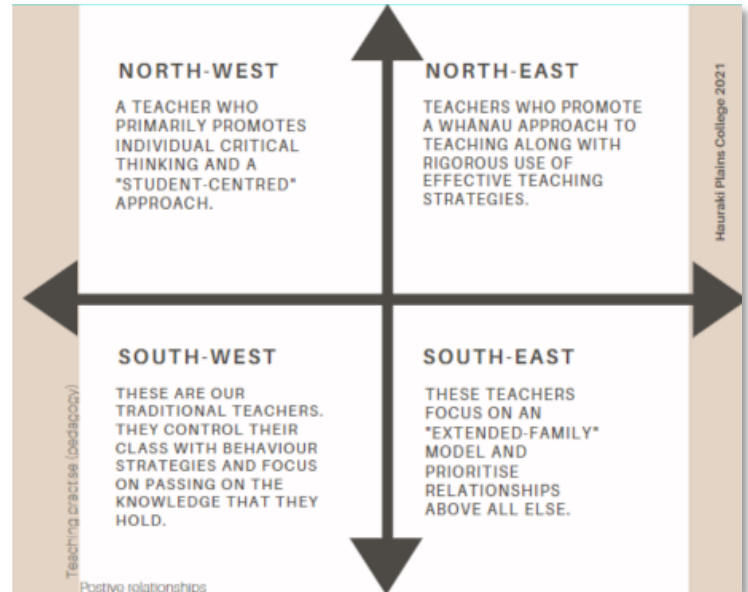 NORTH-WEST
A TEACHER WHO
PRIMARILY PROMOTES
INDIVIDUAL CRITICAL
THINKING AND A
"STUDENT-CENTRED"
APPROACH.
NORTH-EAST
TEACHERS WHO PROMOTE
A WHĀNAU APPROACH TO
TEACHING ALONG WITH
RIGOROUS USE OF
EFFECTIVE TEACHING
STRATEGIES.
Hauraki Plains College 2021
SOUTH-WEST
THESE ARE OUR
TRADITIONAL TEACHERS.
THEY CONTROL THEIR
CLASS WITH BEHAVIOUR
STRATEGIES AND FOCUS
ON PASSING ON THE
KNOWLEDGE THAT THEY
HOLD.
SOUTH-EAST
THESE TEACHERS
FOCUS ON AN
"EXTENDED-FAMILY"
MODEL AND
PRIORITISE
RELATIONSHIPS
ABOVE ALL ELSE.
Teaching practise (pedagogy)
Postive relationships